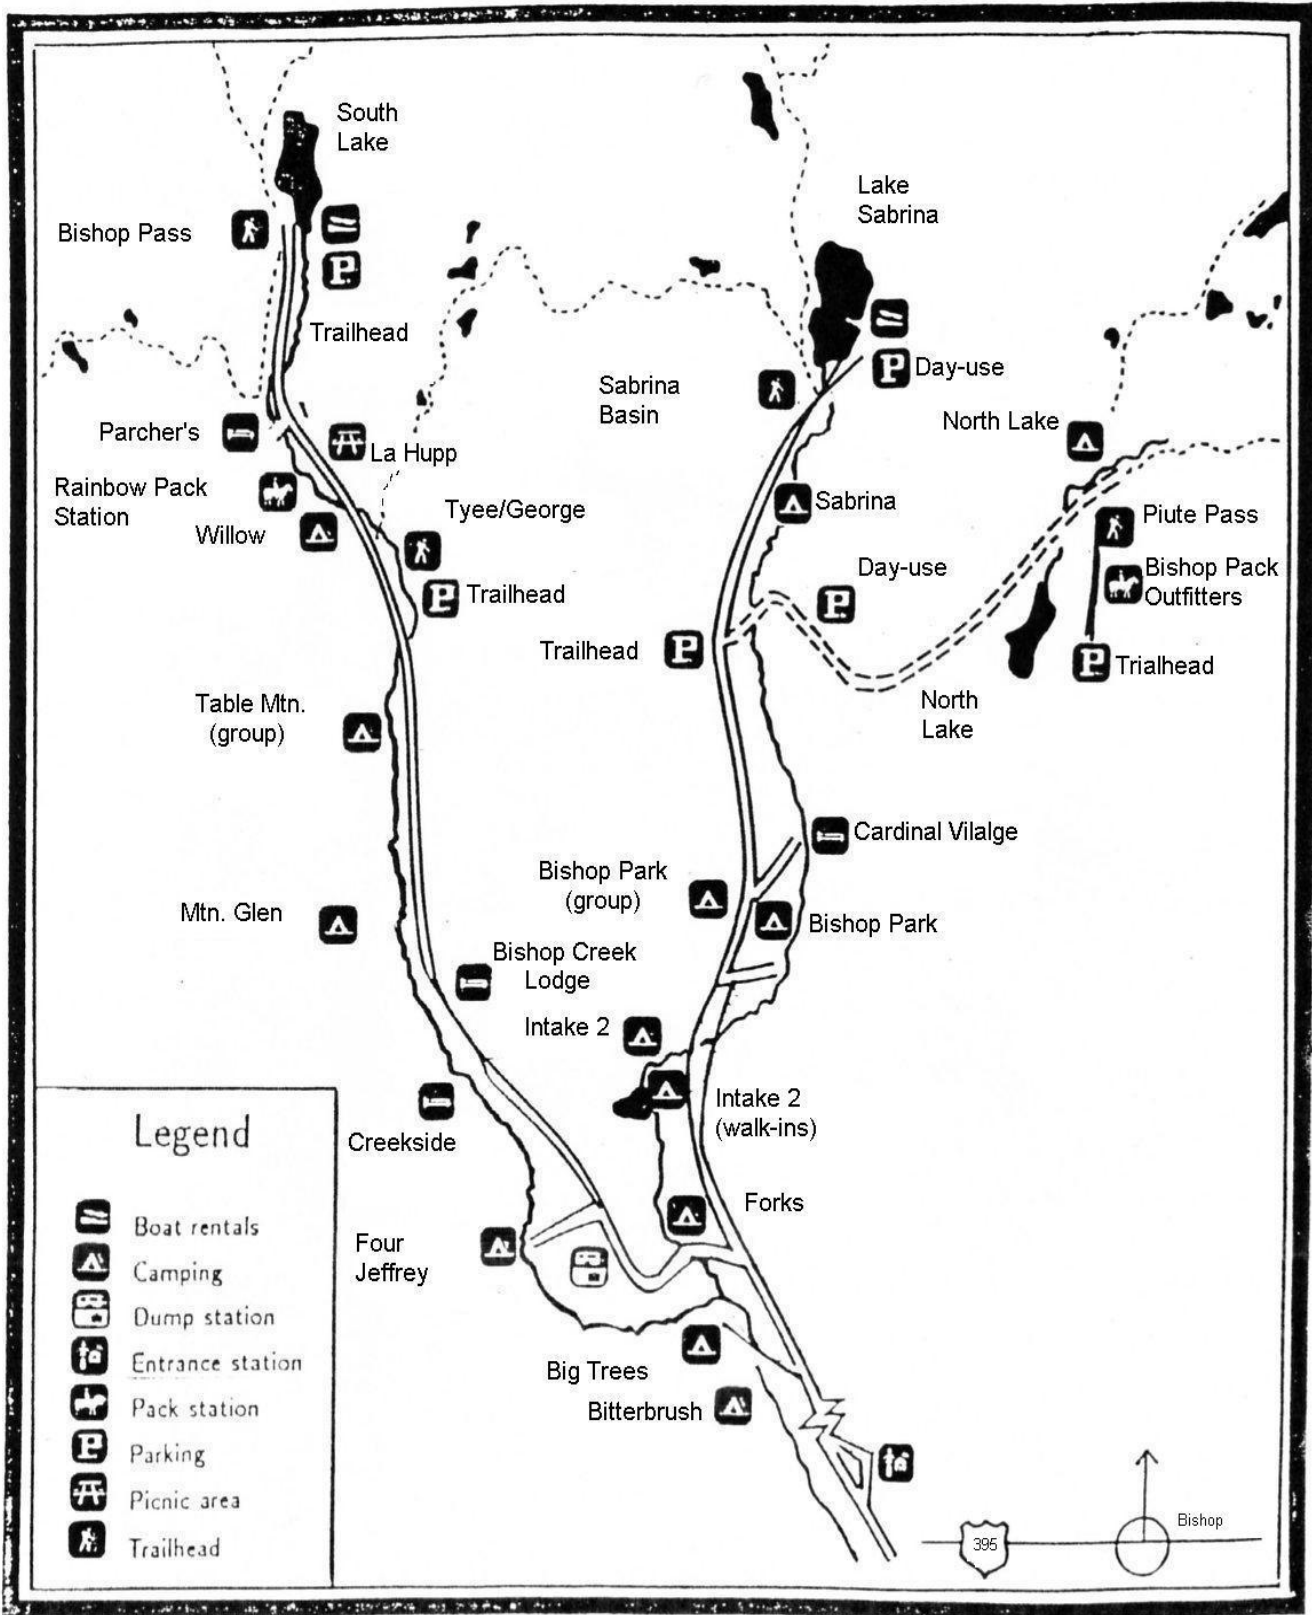 South
Lake
Lake
Sabrina
Bishop Pass
P
Trailhead
P
Day-use
Sabrina
Basin
North Lake
Parcher's
La Hupp
Rainbow Pack
Station
Sabrina
Tyee/George
Piute Pass
Willow
Day-use
Bishop Pack
Outfitters
P
Trailhead
P
Trailhead
P
P
Trialhead
Table Mtn.
(group)
North
Lake
Cardinal Vilalge
Bishop Park
(group)
Mtn. Glen
Bishop Park
Bishop Creek
Lodge
Intake 2
Intake 2
(walk-ins)
Creekside
Forks
Four
Jeffrey
Big Trees
Bitterbrush
Legend
Boat rentals
Camping
Dump station
Entrance station
Pack station
P
Parking
Picnic area
Trailhead
395
Bishop